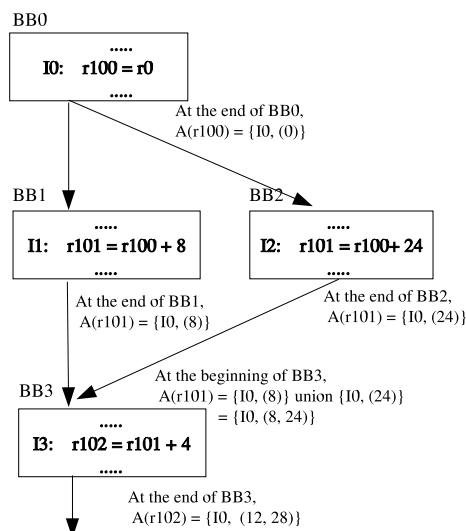 BB0
.....
I0: r100 = r0
.....
At the end of BB0,
A(r100) = {I0, (0)}
BB1
.....
I1: r101 = r100 + 8
.....
BB2
.....
I2: r101 = r100+ 24
.....
At the end of BB1,
A(r101) = {I0, (8)}
At the end of BB2,
A(r101) = {I0, (24)}
At the beginning of BB3,
A(r101) = {I0, (8)} union {I0, (24)}
= {I0, (8, 24)}
BB3
.....
I3: r102 = r101 + 4
.....
At the end of BB3,
A(r102) = {I0, (12, 28)}